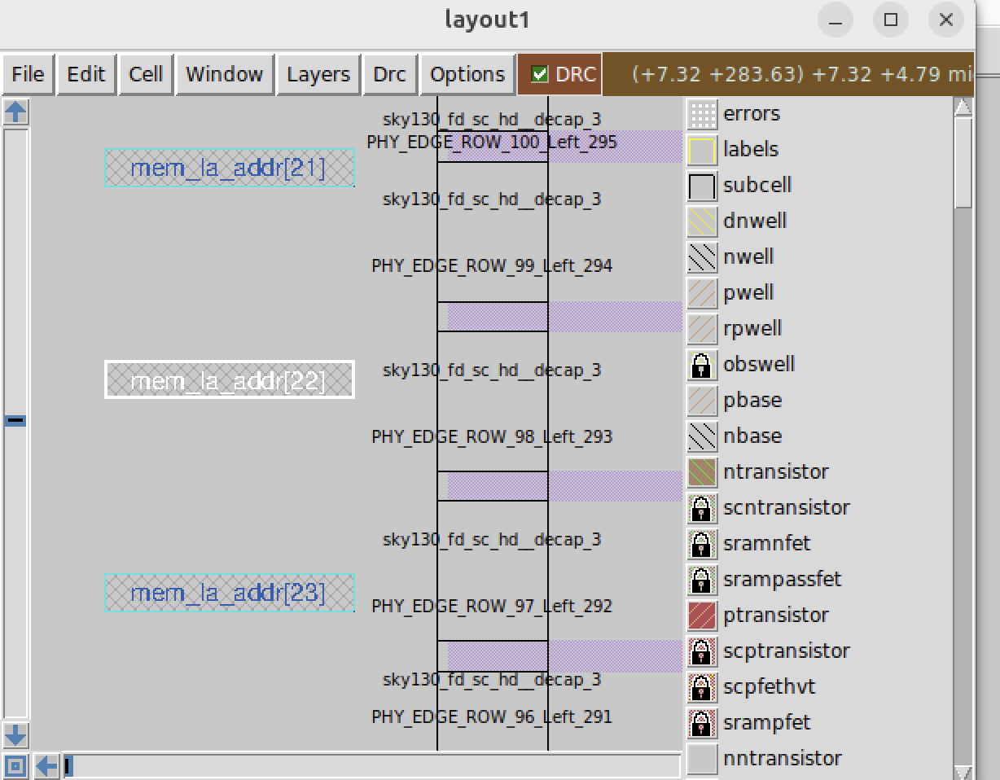 layout1
File Edit Cell Window Layers Drc Options DRC (+7.32 +283.63) +7.32 +4.79 mi
sky130_fd_sc_hd__decap_3
PHY_EDGE_ROW_100_Left_295
mem_la_addr[21]
sky130_fd_sc_hd__decap_3
PHY_EDGE_ROW_99_Left_294
sky130_fd_sc_hd__decap_3
mem_la_addr[22]
PHY_EDGE_ROW_98_Left_293
sky130_fd_sc_hd__decap_3
mem_la_addr[23]
PHY_EDGE_ROW_97_Left_292
sky130_fd_sc_hd__decap_3
PHY_EDGE_ROW_96_Left_291
errors
labels
subcell
dnwell
nwell
pwell
rpwell
obswell
pbase
nbase
ntransistor
scntransistor
sramnfet
srampassfet
ptransistor
scptransistor
scpfethvt
srampfet
nntransistor